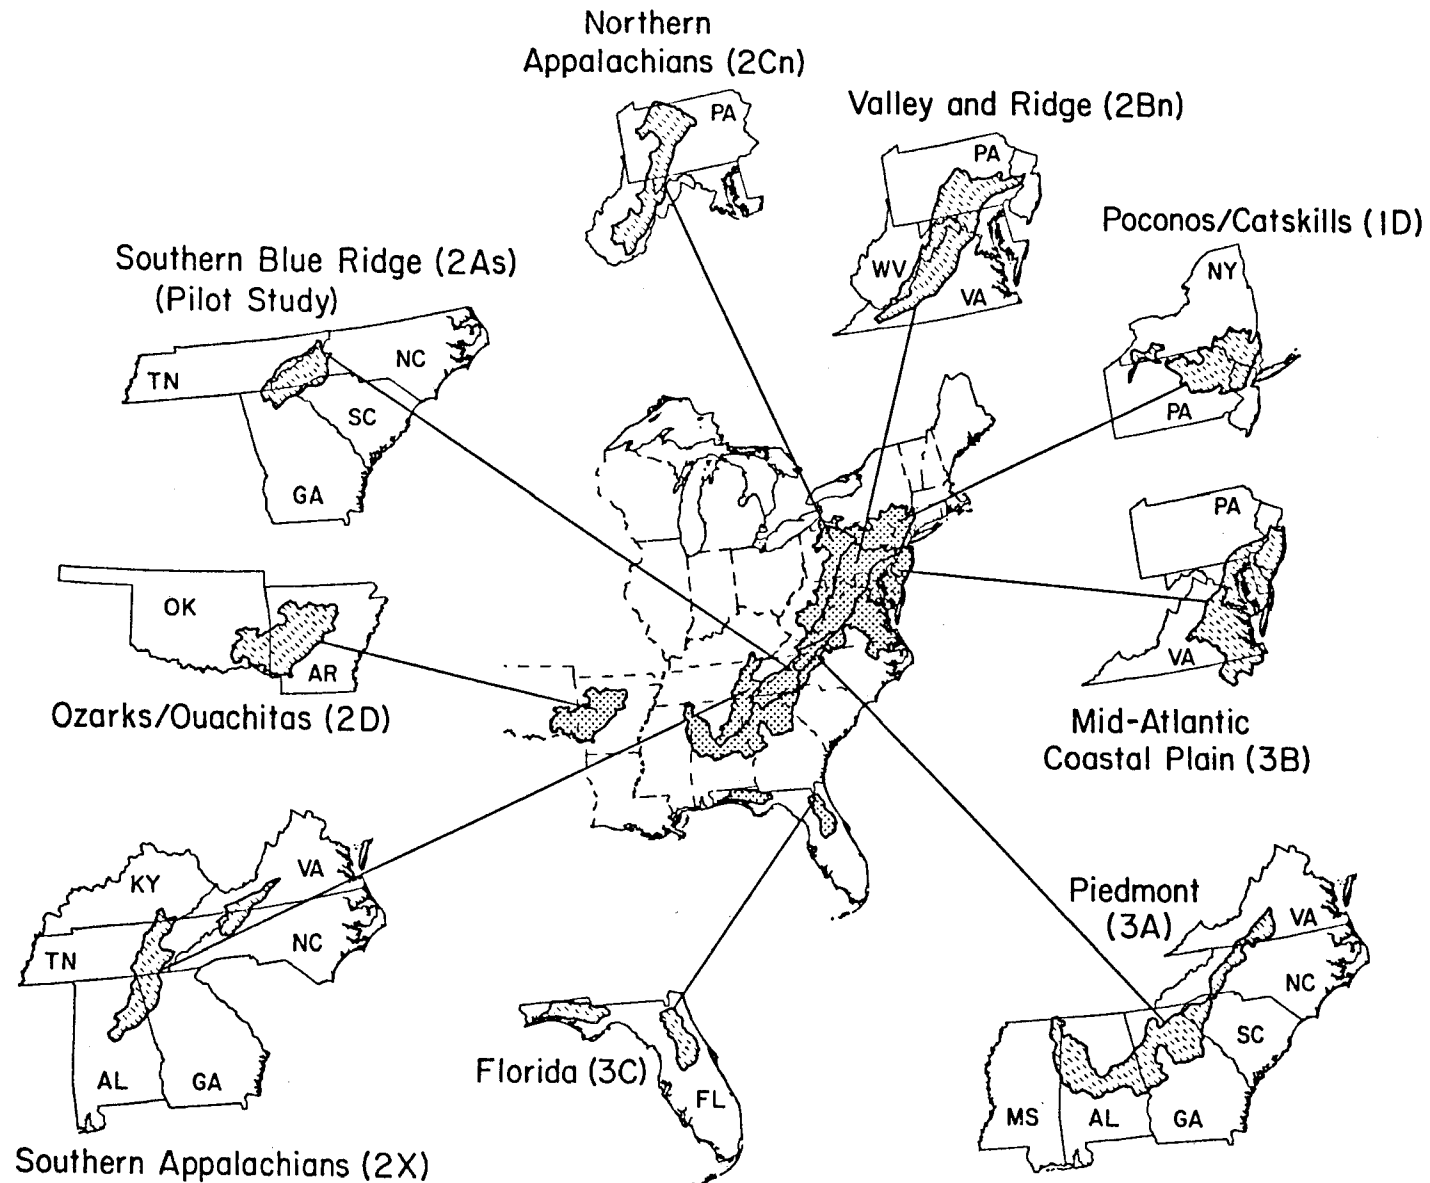 Northern
Appalachians (2Cn)
PA
Valley and Ridge (2Bn)
PA
WV
VA
Poconos/Catskills (1D)
NY
PA
Southern Blue Ridge (2As)
(Pilot Study)
TN
NC
SC
GA
PA
VA
Mid-Atlantic
Coastal Plain (3B)
OK
AR
Ozarks/Ouachitas (2D)
KY
VA
TN
NC
AL
GA
Southern Appalachians (2X)
Florida (3C)
FL
Piedmont
(3A)
VA
NC
SC
MS
AL
GA